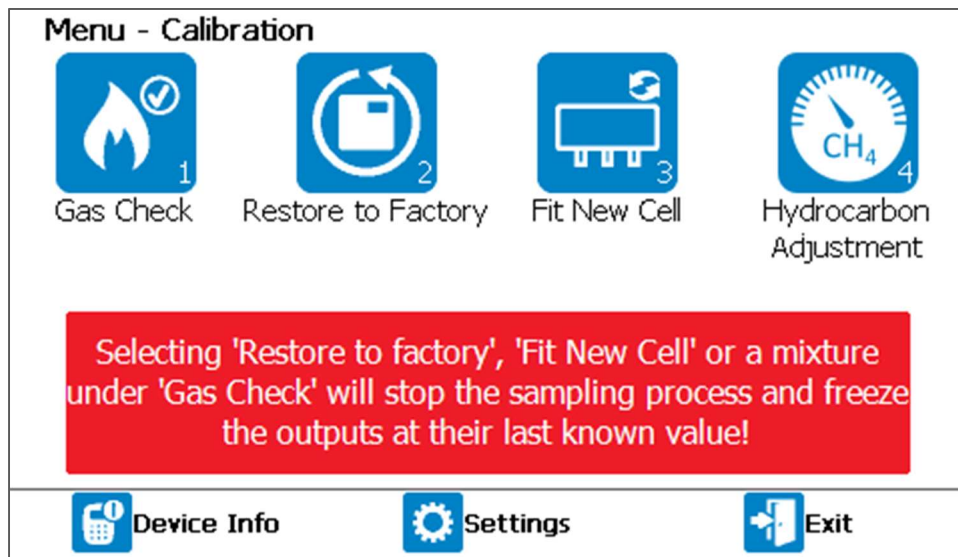 Menu - Calibration
1
2
3
CH₄
4
Gas Check
Restore to Factory
Fit New Cell
Hydrocarbon
Adjustment
Selecting 'Restore to factory', 'Fit New Cell' or a mixture
under 'Gas Check' will stop the sampling process and freeze
the outputs at their last known value!
Device Info
Settings
Exit